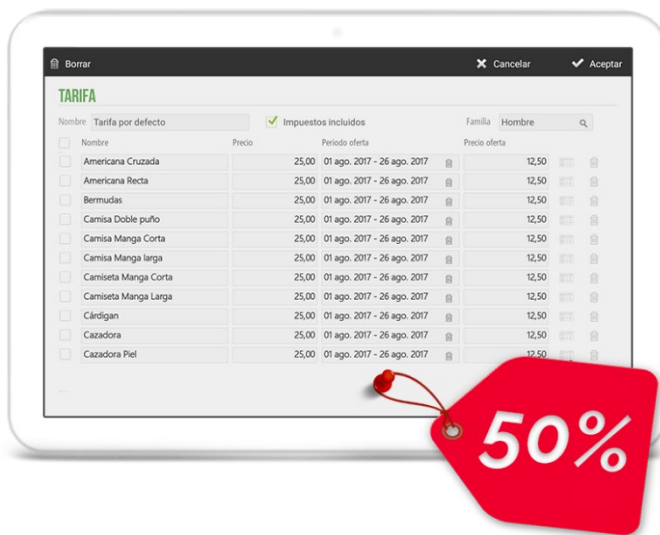 Borrar Cancelar Aceptar
TARIFA
Nombre Tarifa por defecto Impuestos incluidos Familia Hombre
Nombre Precio Periodo oferta Precio oferta
Americana Cruzada 25,00 01 ago. 2017 - 26 ago. 2017 12,50
Americana Recta 25,00 01 ago. 2017 - 26 ago. 2017 12,50
Bermudas 25,00 01 ago. 2017 - 26 ago. 2017 12,50
Camisa Doble puño 25,00 01 ago. 2017 - 26 ago. 2017 12,50
Camisa Manga Corta 25,00 01 ago. 2017 - 26 ago. 2017 12,50
Camisa Manga larga 25,00 01 ago. 2017 - 26 ago. 2017 12,50
Camiseta Manga Corta 25,00 01 ago. 2017 - 26 ago. 2017 12,50
Camiseta Manga Larga 25,00 01 ago. 2017 - 26 ago. 2017 12,50
Cárdigan 25,00 01 ago. 2017 - 26 ago. 2017 12,50
Cazadora 25,00 01 ago. 2017 - 26 ago. 2017 12,50
Cazadora Piel 25,00 01 ago. 2017 - 26 ago. 2017 12,50
50%